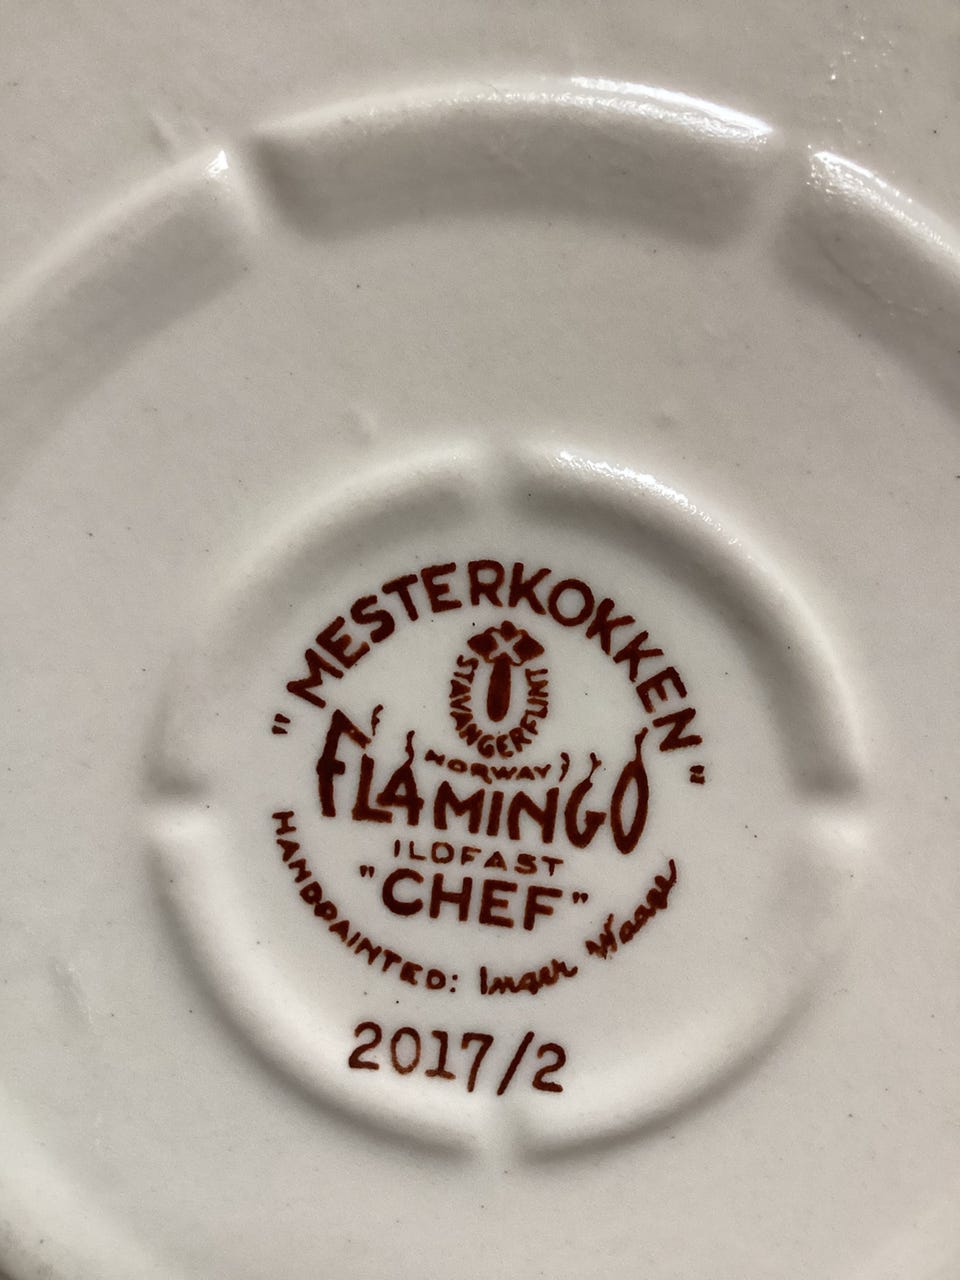 "MESTERKOKKEN"
STAVANGERFLINT
NORWAY
FLAMINGO
ILDFAST
"CHEF"
HANDPAINTED: Inger Waage
2017/2